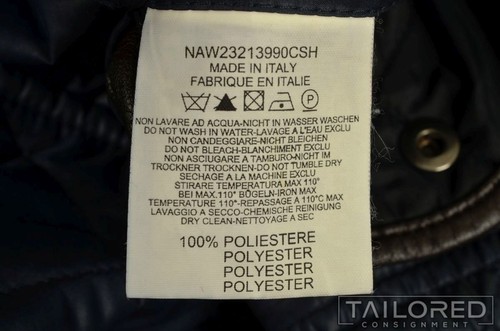 NAW23213990CSH
MADE IN ITALY
FABRIQUE EN ITALIE
P
NON LAVARE AD ACQUA-NICHT IN WASSER WASCHEN
DO NOT WASH IN WATER-LAVAGE A L'EAU EXCLU
NON CANDEGGIARE-NICHT BLEICHEN
DO NOT BLEACH-BLANCHIMENT EXCLU
NON ASCIUGARE A TAMBURO-NICHT IM
TROCKNER TROCKNEN-DO NOT TUMBLE DRY
SECHAGE A LA MACHINE EXCLU
STIRARE TEMPERATURA MAX 110°
BEI MAX.110° BÜGELN-IRON MAX
TEMPERATURE 110°-REPASSAGE A 110°C MAX
LAVAGGIO A SECCO-CHEMISCHE REINIGUNG
DRY CLEAN-NETTOYAGE A SEC
100% POLIESTERE
POLYESTER
POLYESTER
POLYESTER
TAILORED
CONSIGNMENT